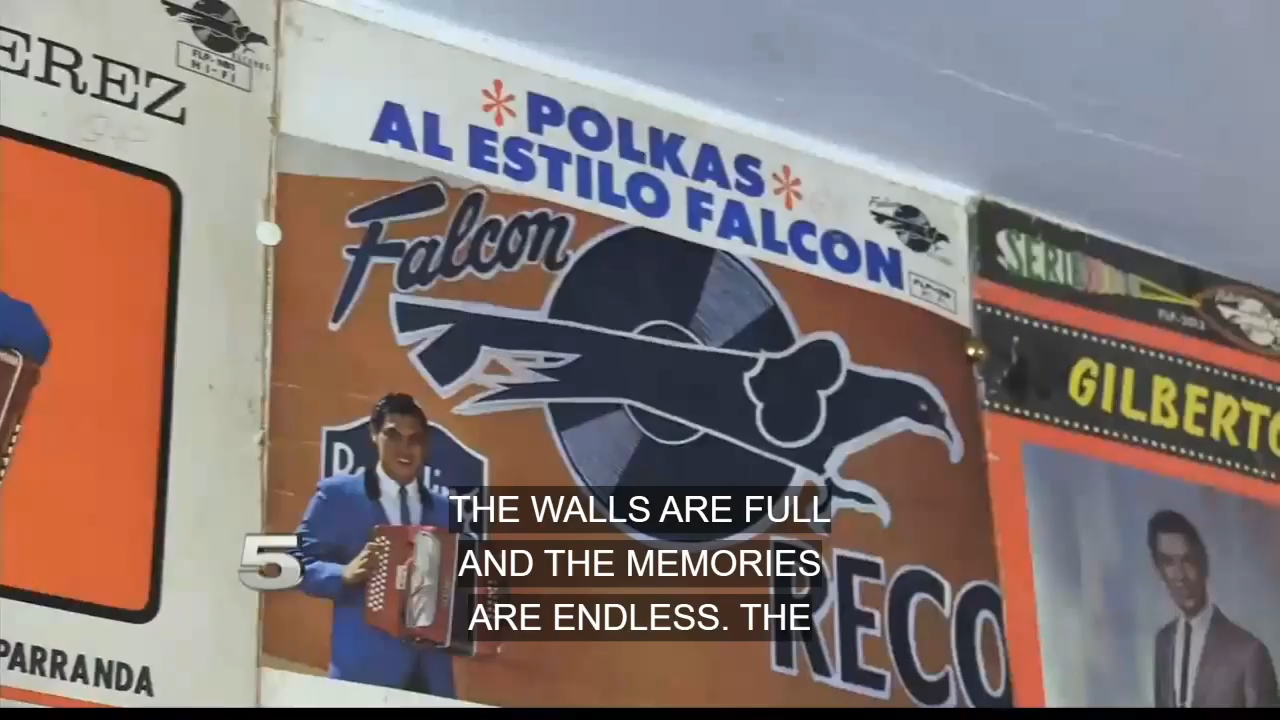 EREZ
HI-FI
PARRANDA
*POLKAS*
AL ESTILO FALCON
Falcon
RECO
SERIE
GILBERTO
5
THE WALLS ARE FULL
AND THE MEMORIES
ARE ENDLESS. THE